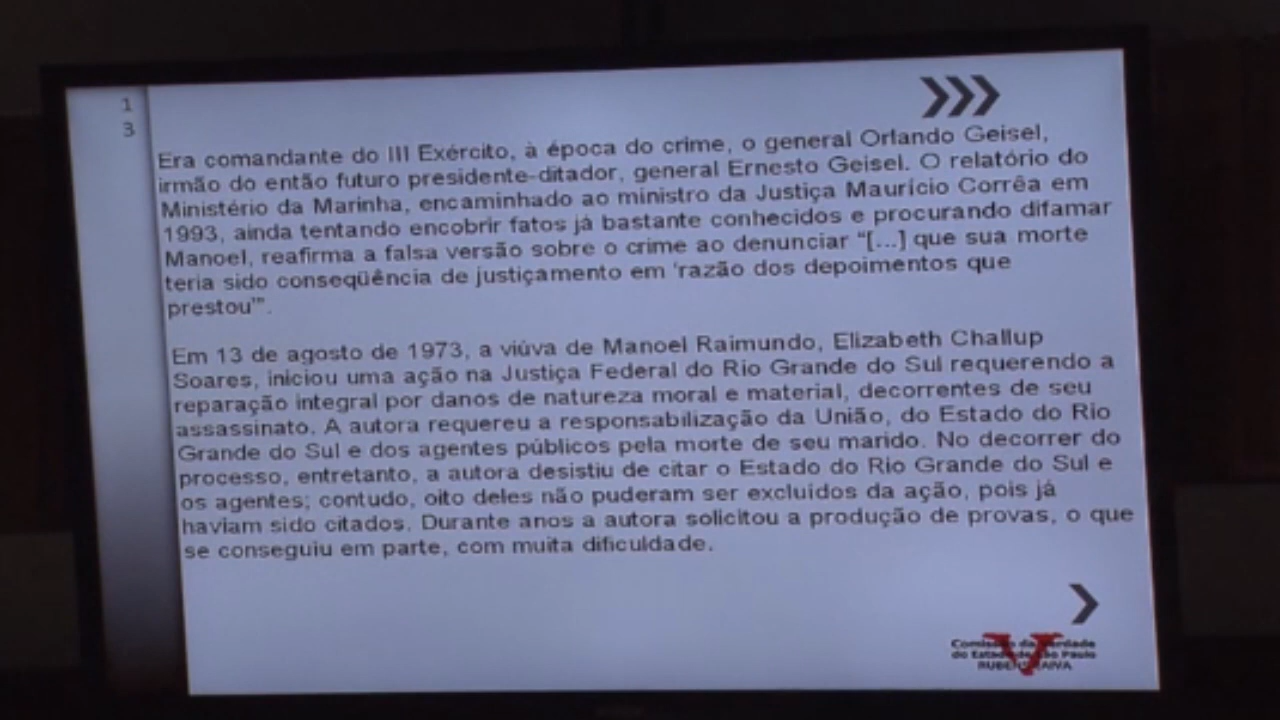 1
3
Era comandante do III Exército, à época do crime, o general Orlando Geisel,
irmão do então futuro presidente-ditador, general Ernesto Geisel. O relatório do
Ministério da Marinha, encaminhado ao ministro da Justiça Maurício Corrêa em
1993, ainda tentando encobrir fatos já bastante conhecidos e procurando difamar
Manoel, reafirma a falsa versão sobre o crime ao denunciar “[...] que sua morte
teria sido conseqüência de justiçamento em ‘razão dos depoimentos que
prestou’”.
Em 13 de agosto de 1973, a viúva de Manoel Raimundo, Elizabeth Challup
Soares, iniciou uma ação na Justiça Federal do Rio Grande do Sul requerendo a
reparação integral por danos de natureza moral e material, decorrentes de seu
assassinato. A autora requereu a responsabilização da União, do Estado do Rio
Grande do Sul e dos agentes públicos pela morte de seu marido. No decorrer do
processo, entretanto, a autora desistiu de citar o Estado do Rio Grande do Sul e
os agentes; contudo, oito deles não puderam ser excluídos da ação, pois já
haviam sido citados. Durante anos a autora solicitou a produção de provas, o que
se conseguiu em parte, com muita dificuldade.
Comissão da Verdade
do Estado de São Paulo
RUBENS PAIVA